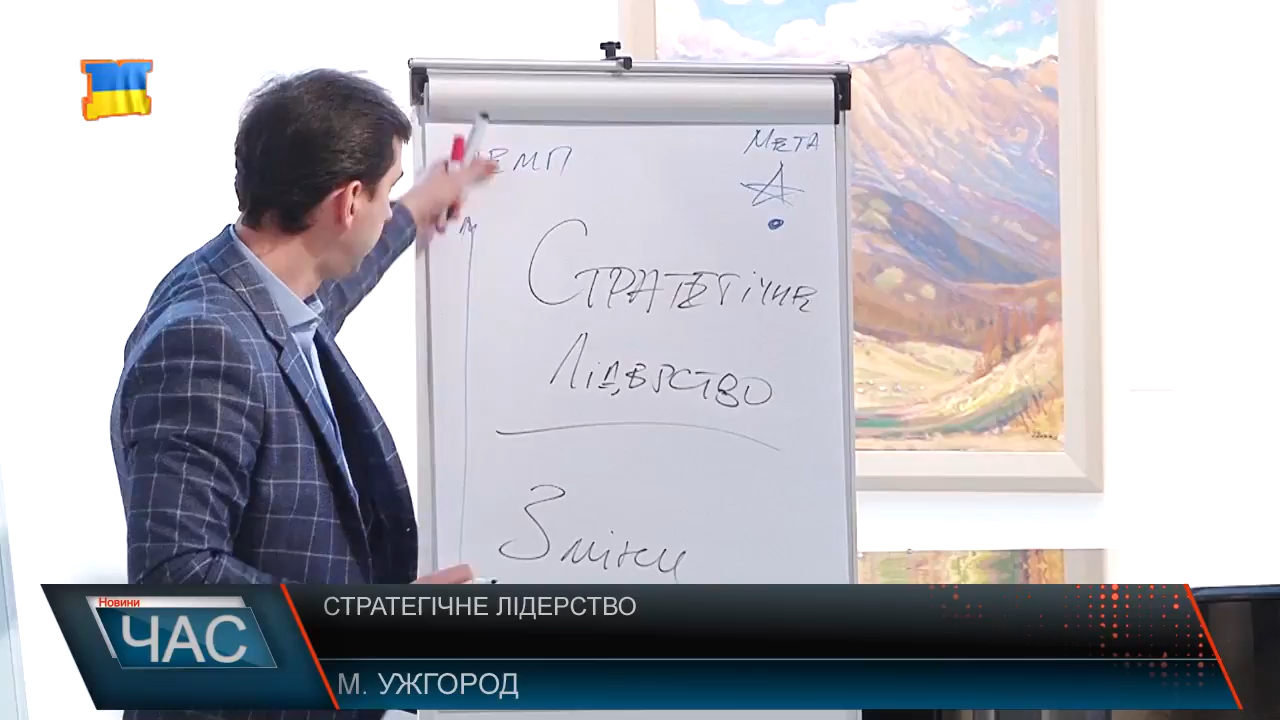 МЕТА
СТРАТЕГІЧНЕ
ЛІДЕРСТВО
Зміни
Новини
ЧАС
СТРАТЕГІЧНЕ ЛІДЕРСТВО
М. УЖГОРОД